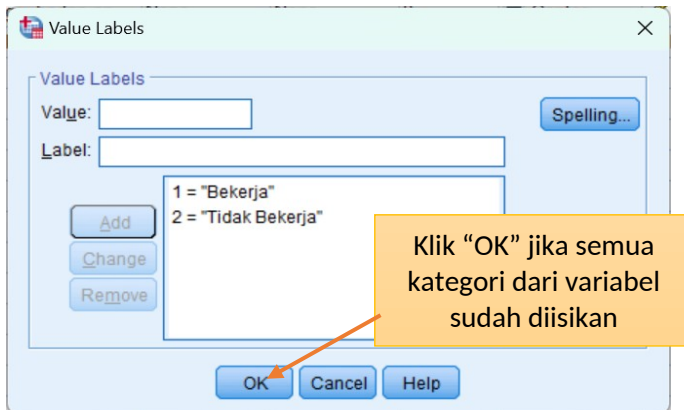 Value Labels
Value Labels
Value:
Spelling...
Label:
1 = "Bekerja"
2 = "Tidak Bekerja"
Add
Change
Remove
Klik “OK” jika semua
kategori dari variabel
sudah diisikan
OK
Cancel
Help